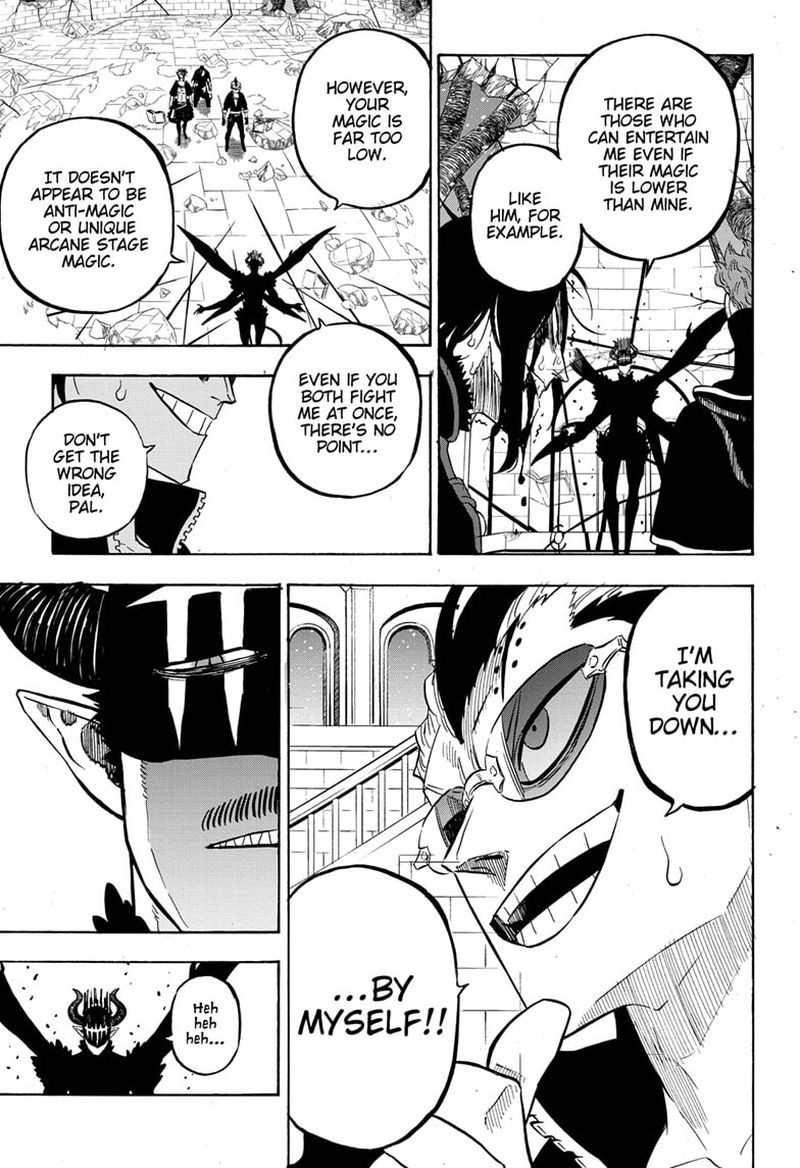 THERE ARE
THOSE WHO
CAN ENTERTAIN
ME EVEN IF
THEIR MAGIC
IS LOWER
THAN MINE.
LIKE
HIM, FOR
EXAMPLE.
HOWEVER,
YOUR
MAGIC IS
FAR TOO
LOW.
IT DOESN'T
APPEAR TO BE
ANTI-MAGIC
OR UNIQUE
ARCANE STAGE
MAGIC.
EVEN IF YOU
BOTH FIGHT
ME AT ONCE,
THERE'S NO
POINT...
DON'T
GET THE
WRONG
IDEA,
PAL.
I'M
TAKING
YOU
DOWN...
...BY
MYSELF!!
Heh
heh
heh...